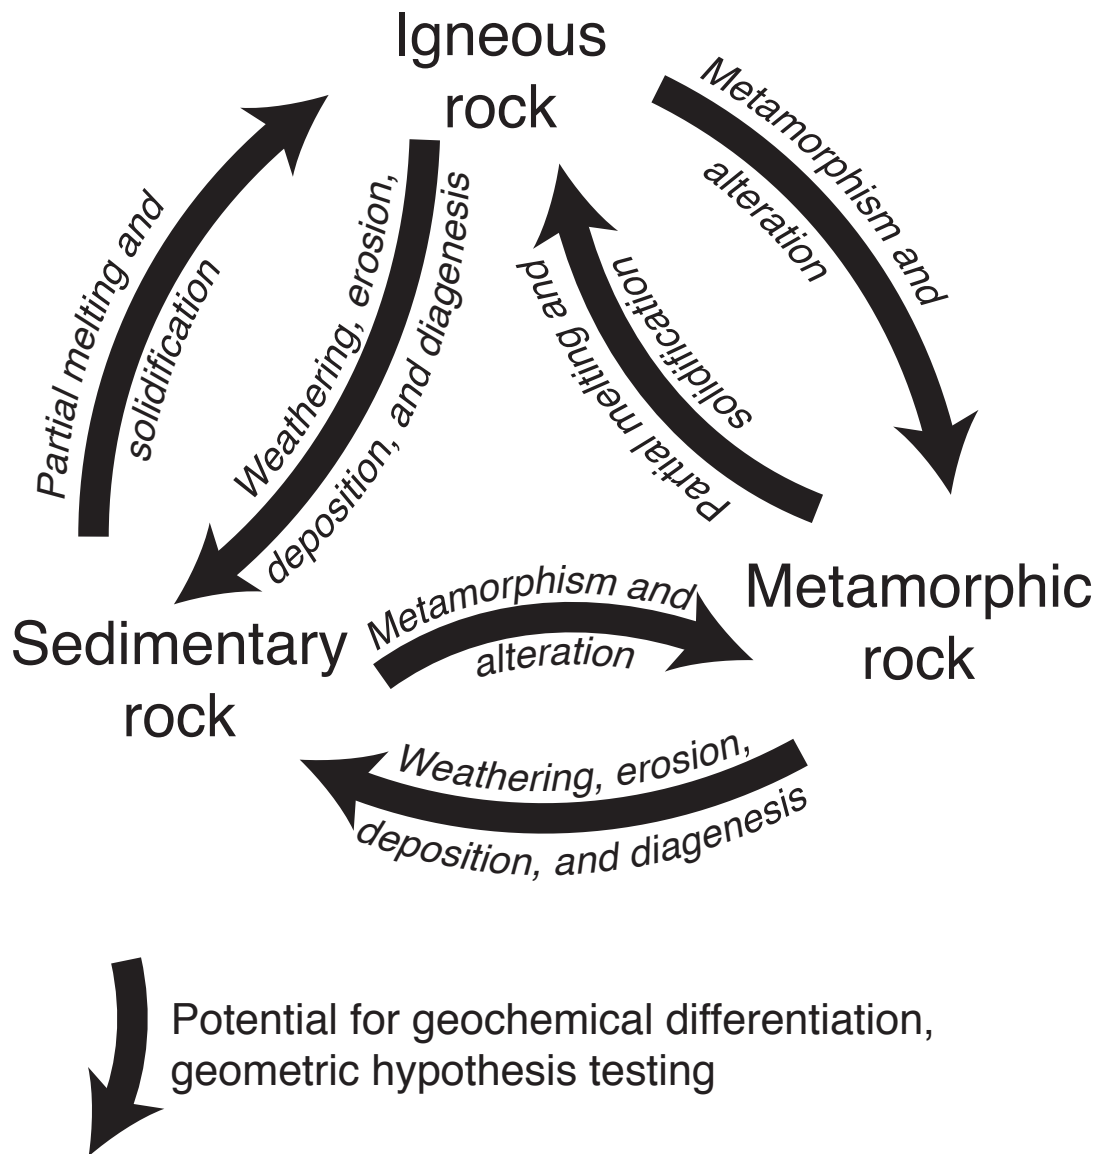 Igneous
rock
Metamorphism and
alteration
Partial melting and
solidification
Weathering, erosion,
deposition, and diagenesis
solidification
Partial melting and
Metamorphic
rock
Sedimentary
rock
Metamorphism and
alteration
Weathering, erosion,
deposition, and diagenesis
Potential for geochemical differentiation,
geometric hypothesis testing